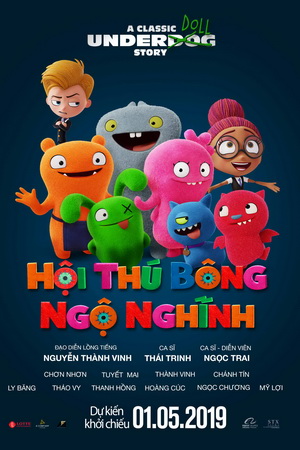 A CLASSIC DOLL
UNDERDOG
STORY
HỘI THÚ BÔNG
NGỘ NGHĨNH
ĐẠO DIỄN LỒNG TIẾNG CA SĨ CA SĨ - DIỄN VIÊN
NGUYỄN THÀNH VINH THÁI TRINH NGỌC TRAI
CHƠN NHƠN TUYẾT MAI THÀNH VINH CHÁNH TÍN
LY BĂNG THẢO VY THANH HỒNG HOÀNG CÚC NGỌC CHƯƠNG MỸ LỢI
Dự kiến
khởi chiếu 01.05.2019
STX